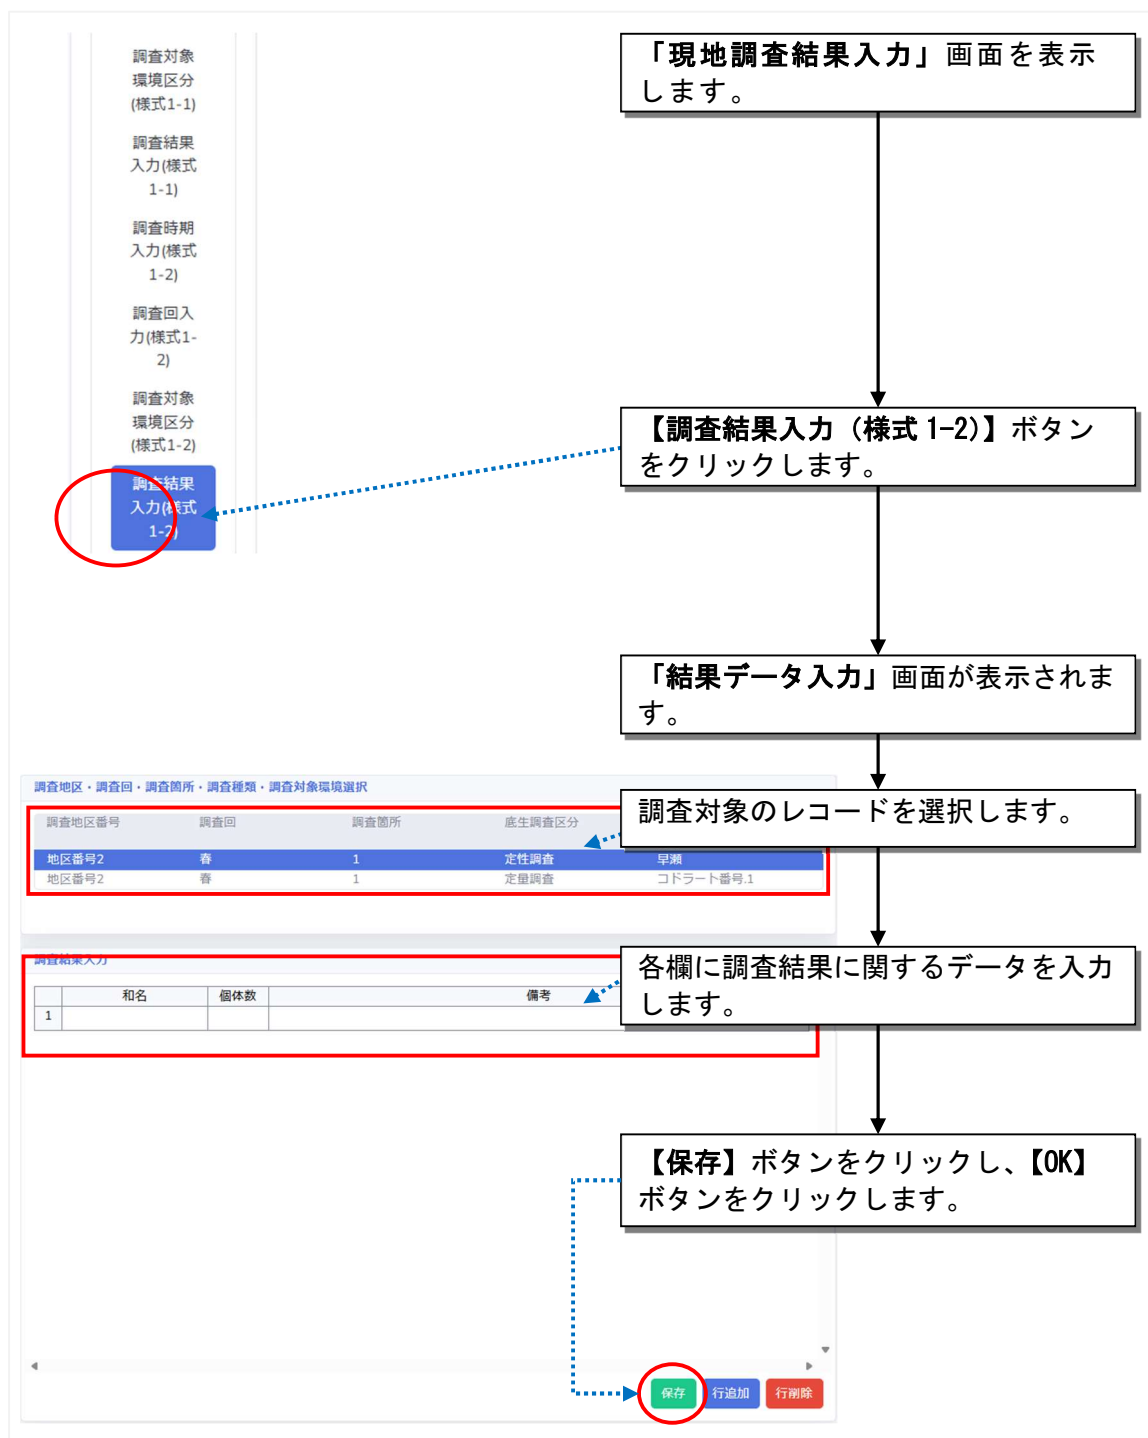 調査対象
環境区分
(様式1-1)
調査結果
入力(様式
1-1)
調査時期
入力(様式
1-2)
調査回入
力(様式1-
2)
調査対象
環境区分
(様式1-2)
調査結果
入力(様式
1-2)
「現地調査結果入力」画面を表示
します。
【調査結果入力（様式 1-2)】ボタン
をクリックします。
「結果データ入力」画面が表示されま
す。
調査地区・調査回・調査箇所・調査種類・調査対象環境選択
調査地区番号 調査回 調査箇所 底生調査区分
地区番号2 春 1 定性調査 早瀬
地区番号2 春 1 定量調査 コドラート番号.1
調査対象のレコードを選択します。
調査結果入力
和名 個体数 備考
1
各欄に調査結果に関するデータを入力
します。
【保存】ボタンをクリックし、【OK】
ボタンをクリックします。
保存 行追加 行削除